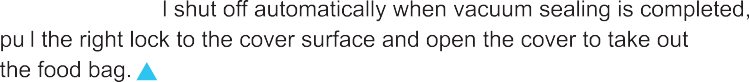 l shut off automatically when vacuum sealing is completed,
pu l the right lock to the cover surface and open the cover to take out
the food bag.